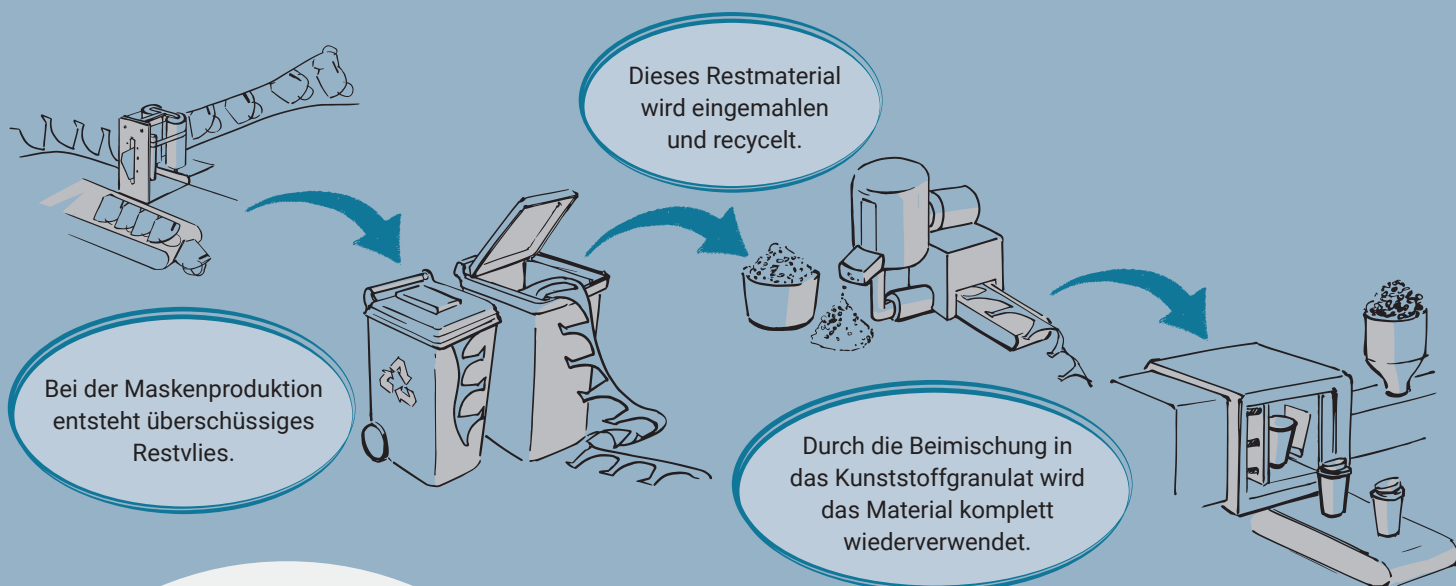 Dieses Restmaterial
wird eingemahlen
und recycelt.
Bei der Maskenproduktion
entsteht überschüssiges
Restvlies.
Durch die Beimischung in
das Kunststoffgranulat wird
das Material komplett
wiederverwendet.